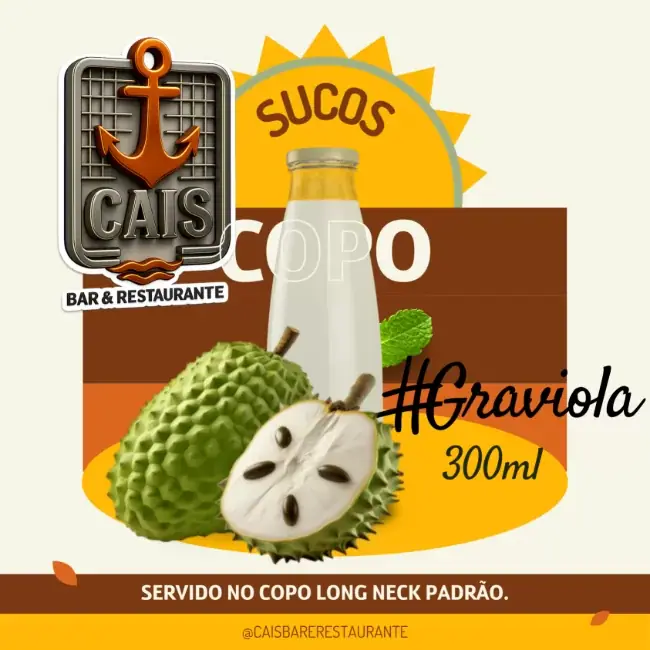 SUCOS
CAIS
COPO
BAR & RESTAURANTE
#Graviola
300ml
SERVIDO NO COPO LONG NECK PADRÃO.
@CAISBARERESTAURANTE